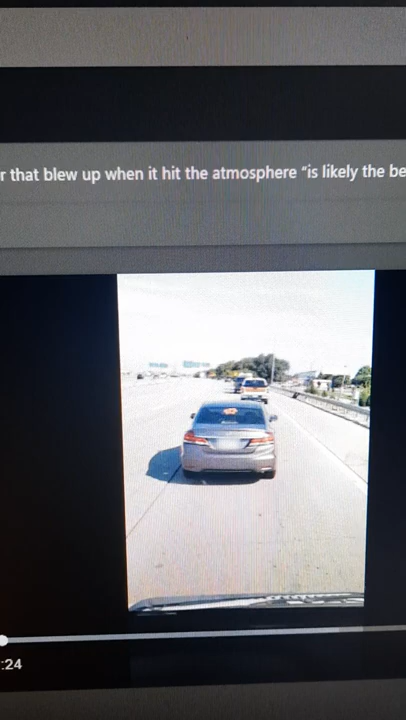 r that blew up when it hit the atmosphere “is likely the be
:24